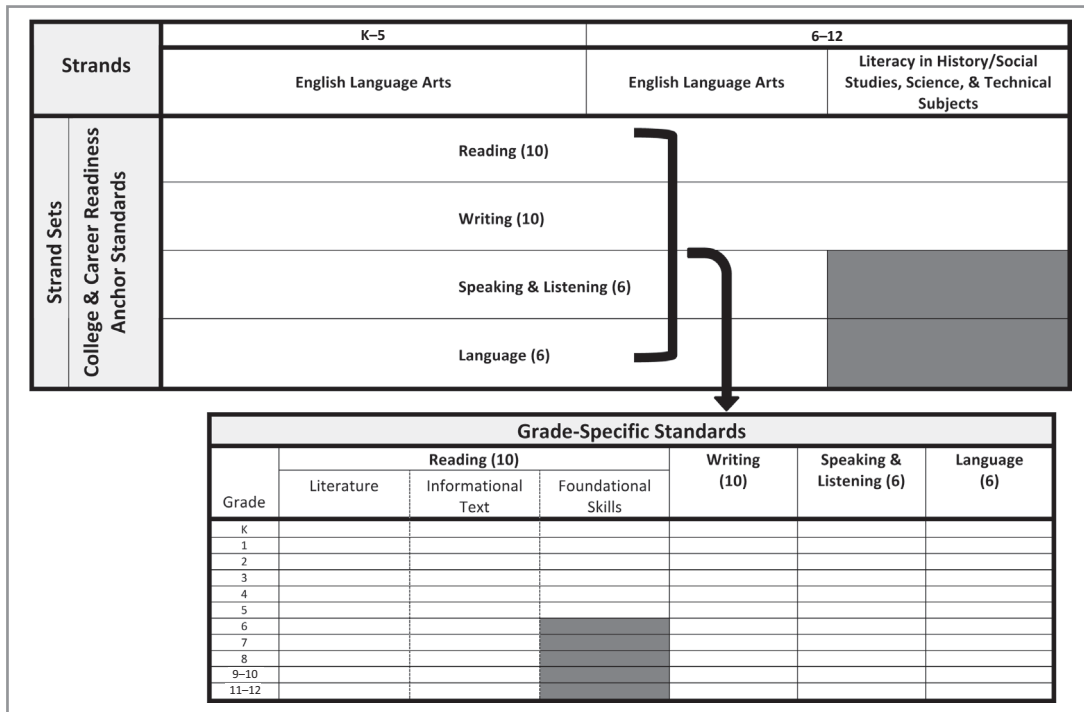 Strands
K–5
6–12
English Language Arts
English Language Arts
Literacy in History/Social
Studies, Science, & Technical
Subjects
Strand Sets
College & Career Readiness
Anchor Standards
Reading (10)
Writing (10)
Speaking & Listening (6)
Language (6)
Grade-Specific Standards
Grade
Reading (10)
Literature
Informational
Text
Foundational
Skills
Writing
(10)
Speaking &
Listening (6)
Language
(6)
K
1
2
3
4
5
6
7
8
9–10
11–12